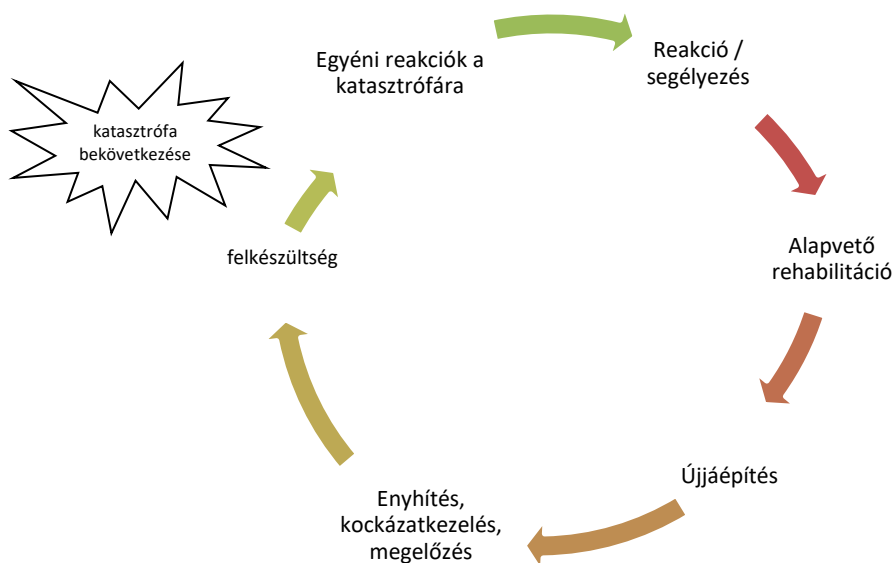 katasztrófa
bekövetkezése
Egyéni reakciók a
katasztrófára
Reakció /
segélyezés
Alapvető
rehabilitáció
Újjáépítés
Enyhítés,
kockázatkezelés,
megelőzés
felkészültség